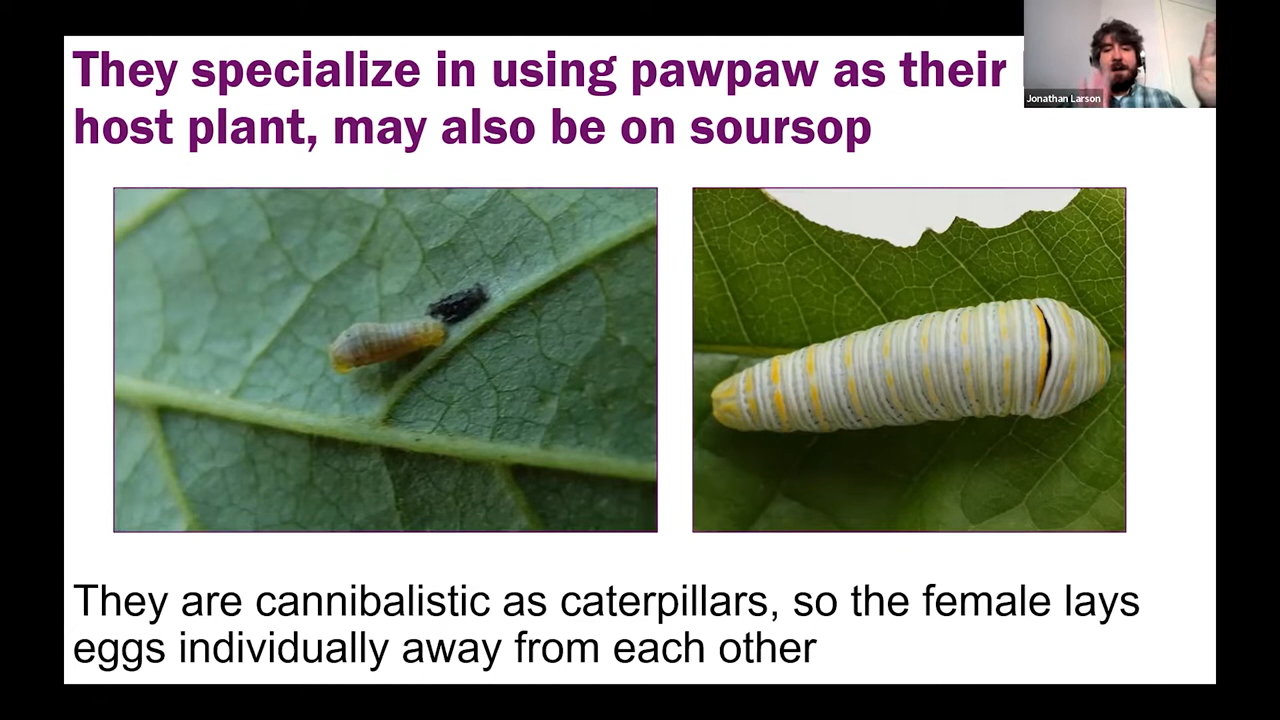 They specialize in using pawpaw as their
host plant, may also be on soursop
Jonathan Larson
They are cannibalistic as caterpillars, so the female lays
eggs individually away from each other